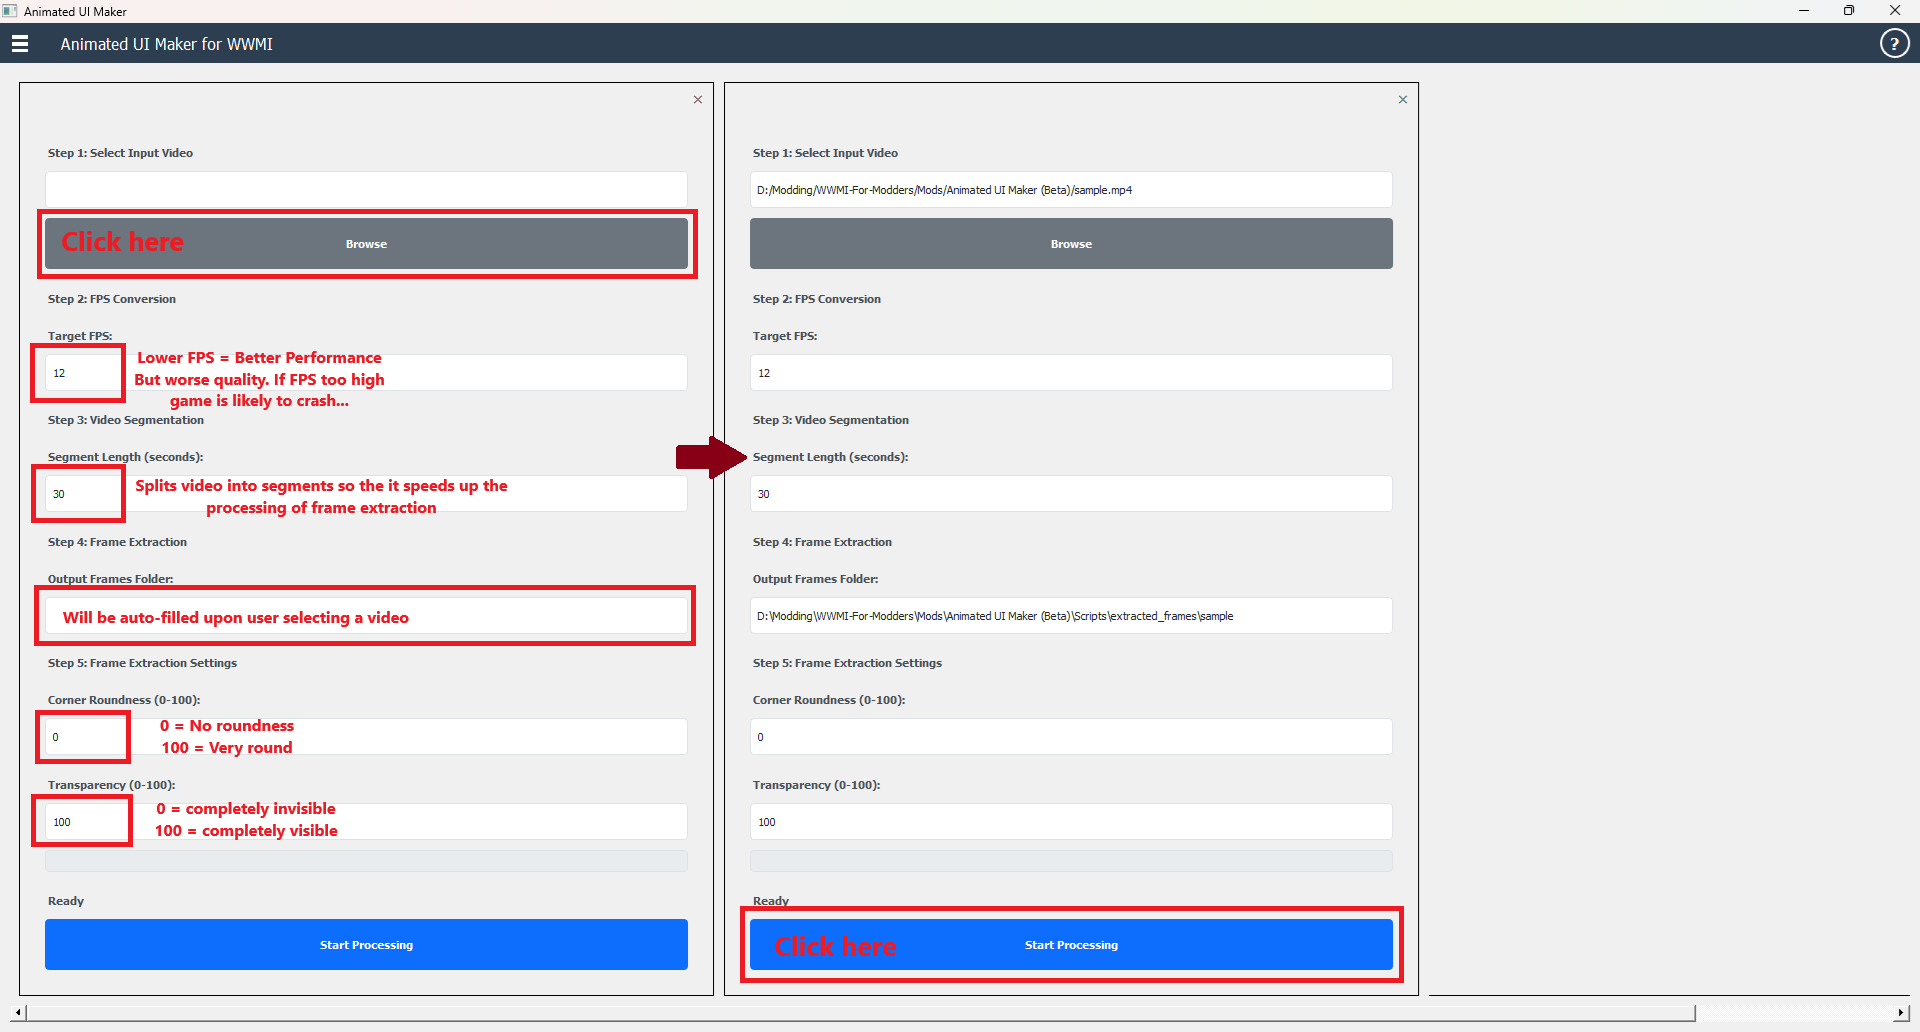 Animated UI Maker
Animated UI Maker for WWMI
?
Step 1: Select Input Video
Click here
Browse
Step 2: FPS Conversion
Target FPS:
12
Lower FPS = Better Performance
But worse quality. If FPS too high
game is likely to crash...
Step 3: Video Segmentation
Segment Length (seconds):
30
Splits video into segments so the it speeds up the
processing of frame extraction
Step 4: Frame Extraction
Output Frames Folder:
Will be auto-filled upon user selecting a video
Step 5: Frame Extraction Settings
Corner Roundness (0-100):
0
0 = No roundness
100 = Very round
Transparency (0-100):
100
0 = completely invisible
100 = completely visible
Ready
Start Processing
Step 1: Select Input Video
D:/Modding/WWMI-For-Modders/Mods/Animated UI Maker (Beta)/sample.mp4
Browse
Step 2: FPS Conversion
Target FPS:
12
Step 3: Video Segmentation
Segment Length (seconds):
30
Step 4: Frame Extraction
Output Frames Folder:
D:\Modding\WWMI-For-Modders\Mods\Animated UI Maker (Beta)\Scripts\extracted_frames\sample
Step 5: Frame Extraction Settings
Corner Roundness (0-100):
0
Transparency (0-100):
100
Ready
Click here
Start Processing